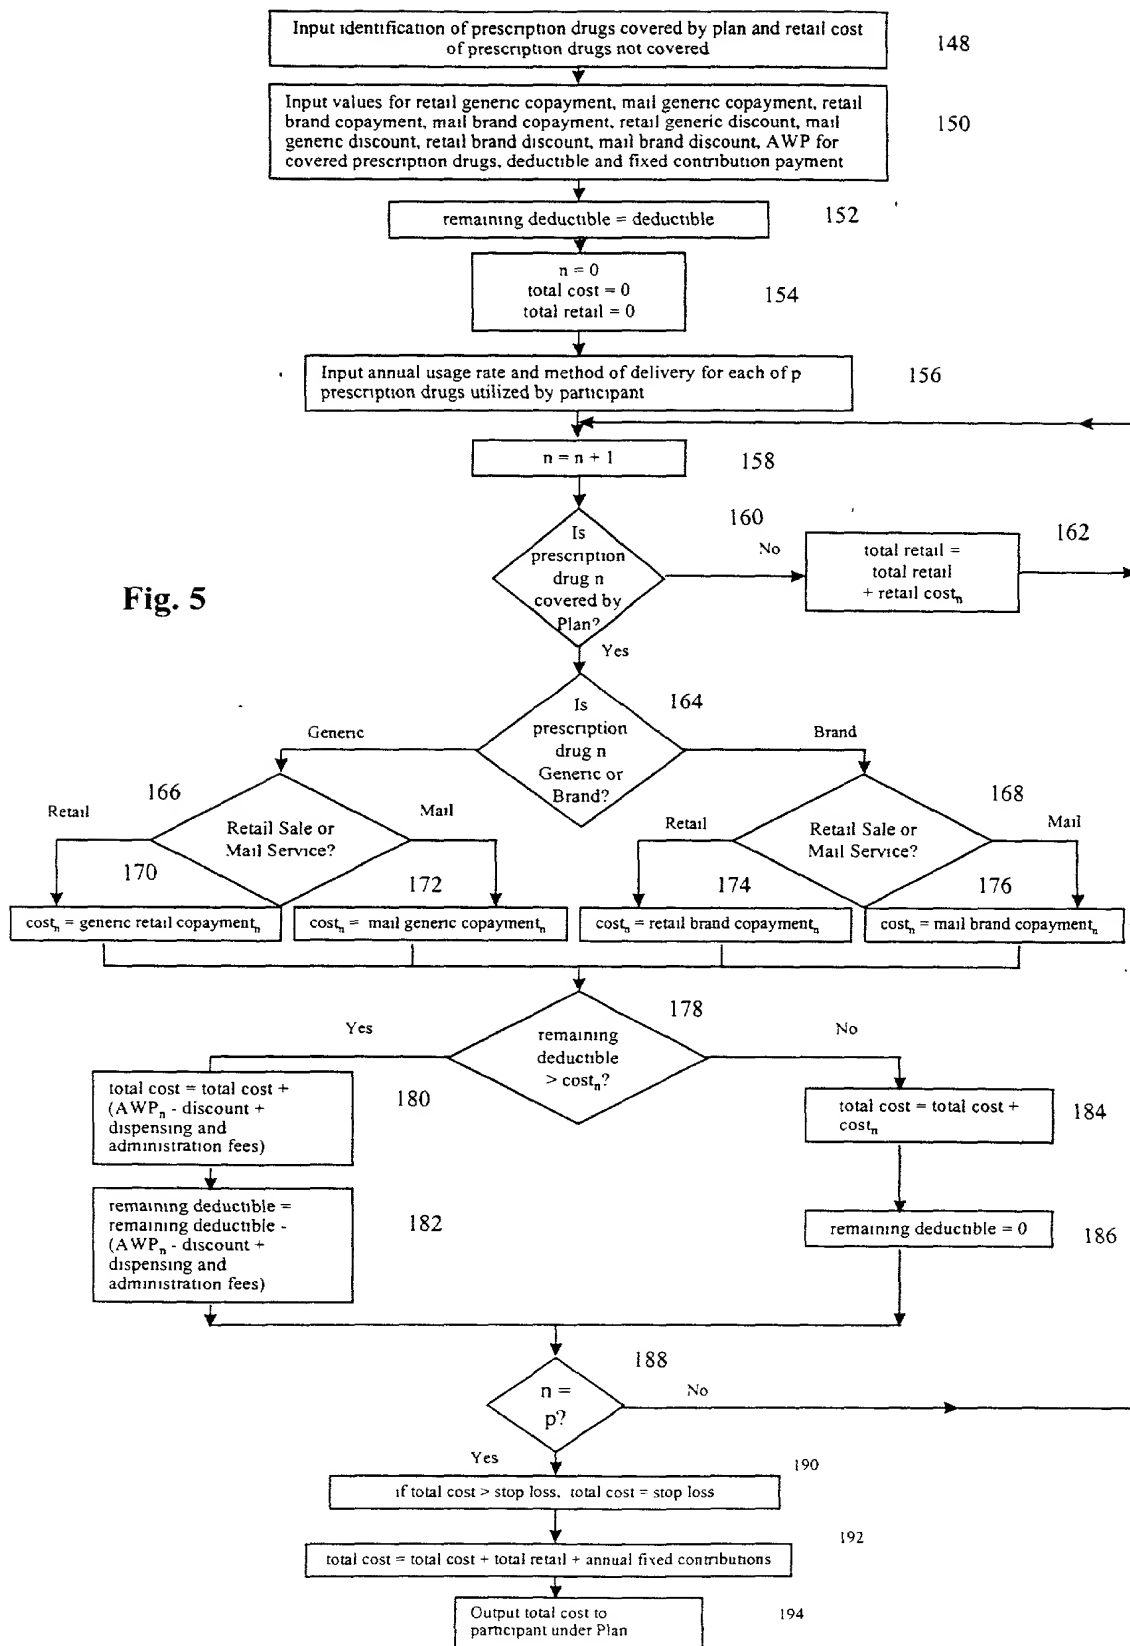 Input identification of prescription drugs covered by plan and retail cost
of prescription drugs not covered
148
Input values for retail generic copayment, mail generic copayment, retail
brand copayment, mail brand copayment, retail generic discount, mail
generic discount, retail brand discount, mail brand discount, AWP for
covered prescription drugs, deductible and fixed contribution payment
150
remaining deductible = deductible
152
n = 0
total cost = 0
total retail = 0
154
Input annual usage rate and method of delivery for each of p
prescription drugs utilized by participant
156
n = n + 1
158
Is
prescription
drug n
covered by
Plan?
160
No
total retail =
total retail
+ retail costₙ
162
Fig. 5
Yes
Is
prescription
drug n
Generic or
Brand?
164
Generic
Brand
166
Retail
Retail Sale or
Mail Service?
Mail
168
Retail
Retail Sale or
Mail Service?
Mail
170
172
174
176
costₙ = generic retail copaymentₙ
costₙ = mail generic copaymentₙ
costₙ = retail brand copaymentₙ
costₙ = mail brand copaymentₙ
178
Yes
remaining
deductible
> costₙ?
No
total cost = total cost +
(AWPₙ - discount +
dispensing and
administration fees)
180
total cost = total cost +
costₙ
184
remaining deductible =
remaining deductible -
(AWPₙ - discount +
dispensing and
administration fees)
182
remaining deductible = 0
186
188
n =
p?
No
Yes
190
if total cost > stop loss, total cost = stop loss
192
total cost = total cost + total retail + annual fixed contributions
Output total cost to
participant under Plan
194